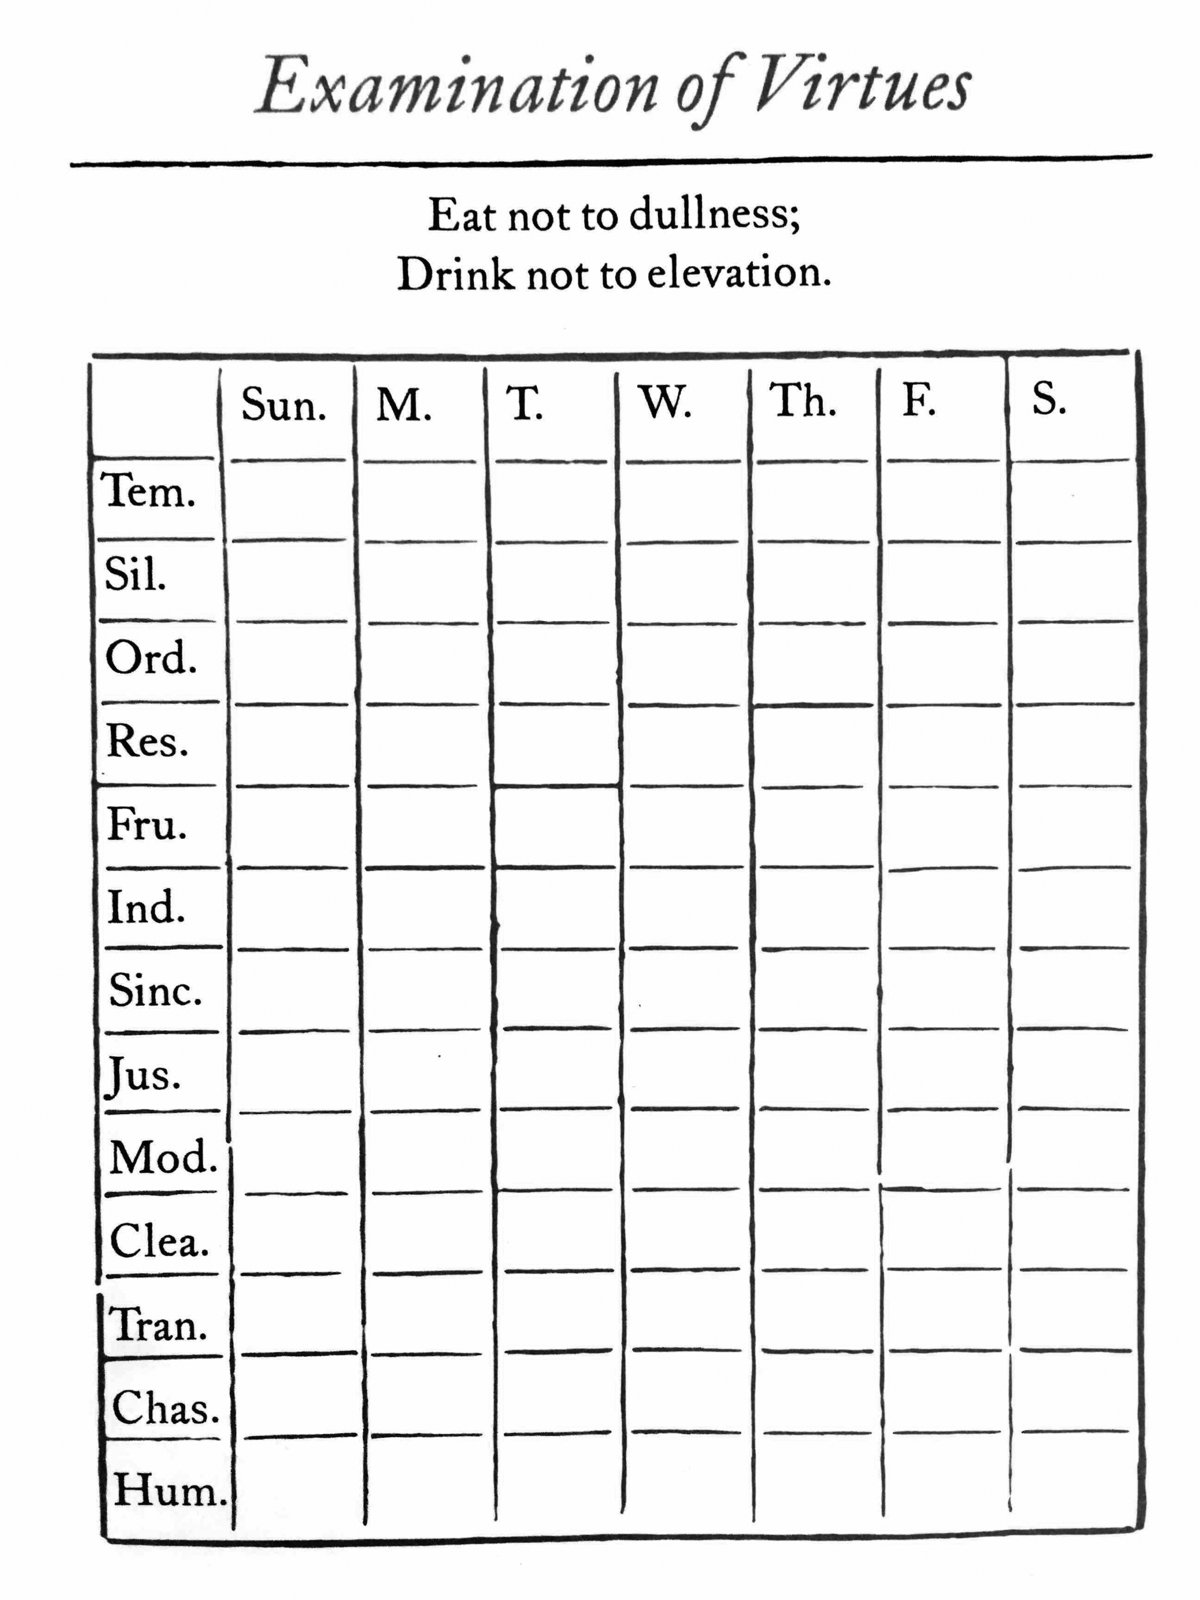 Examination of Virtues
Eat not to dullness;
Drink not to elevation.
Sun. M. T. W. Th. F. S.
Tem.
Sil.
Ord.
Res.
Fru.
Ind.
Sinc.
Jus.
Mod.
Clea.
Tran.
Chas.
Hum.